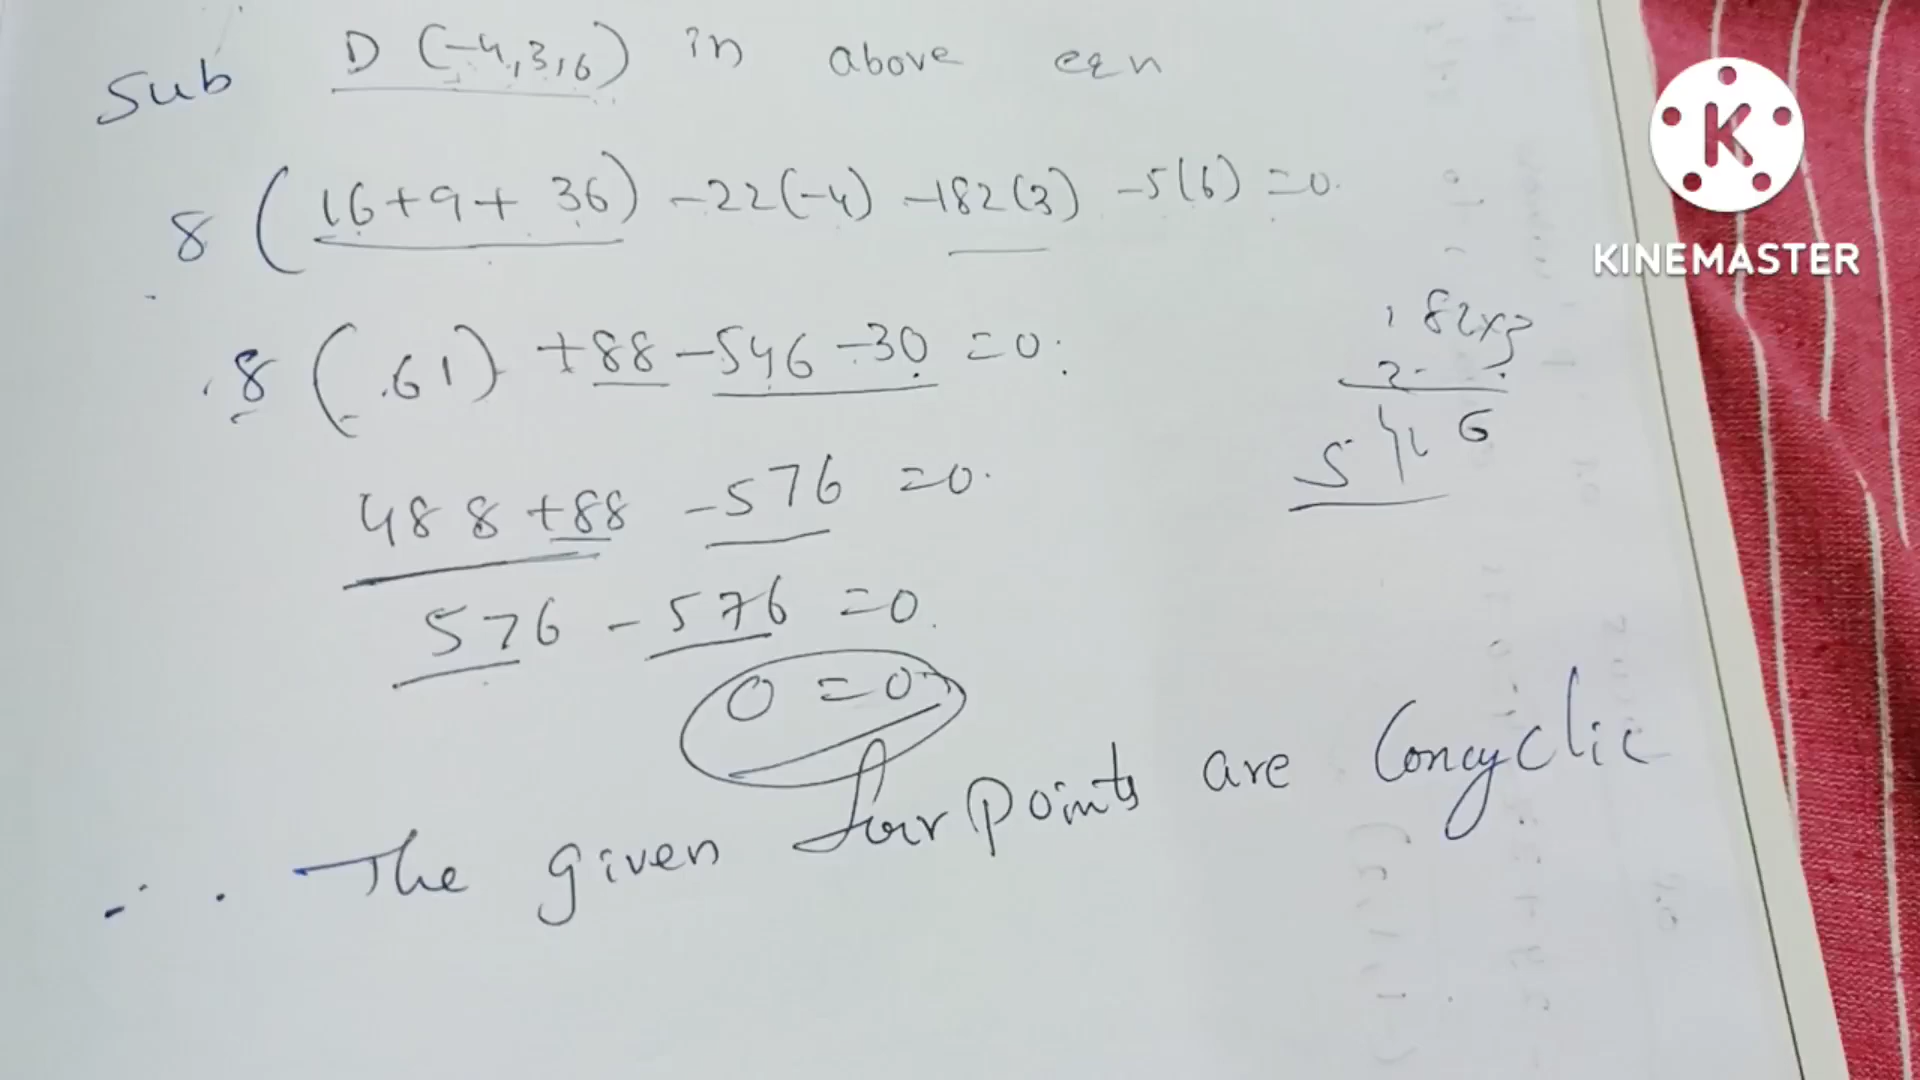 Sub D (-4,3,6) in above eqn
8 (16+9+36) -22(-4) -182(3) -5(6) =0.
8 (61) +88 -546 -30 =0.
182x3
546
488 +88 -576 =0.
576 - 576 =0.
0 =0
∴ The given four points are Concyclic
K
KINEMASTER